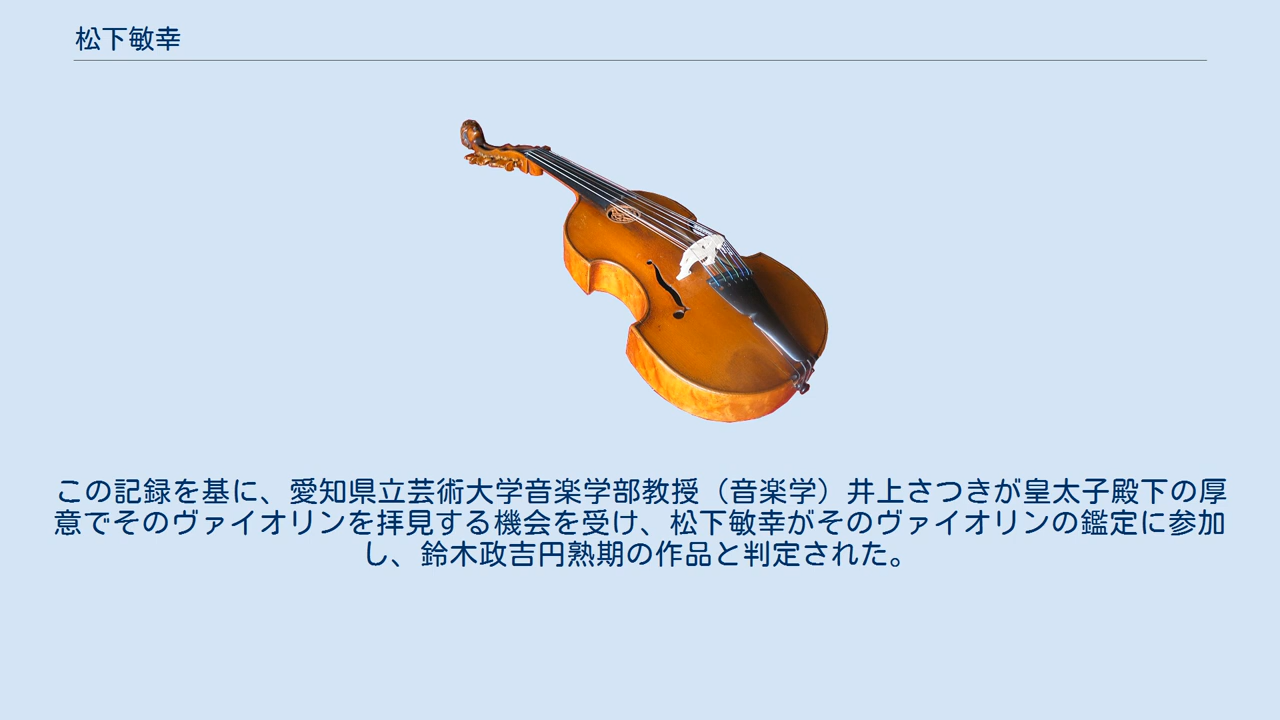 松下敏幸
この記録を基に、愛知県立芸術大学音楽学部教授（音楽学）井上さつきが皇太子殿下の厚
意でそのヴァイオリンを拝見する機会を受け、松下敏幸がそのヴァイオリンの鑑定に参加
し、鈴木政吉円熟期の作品と判定された。